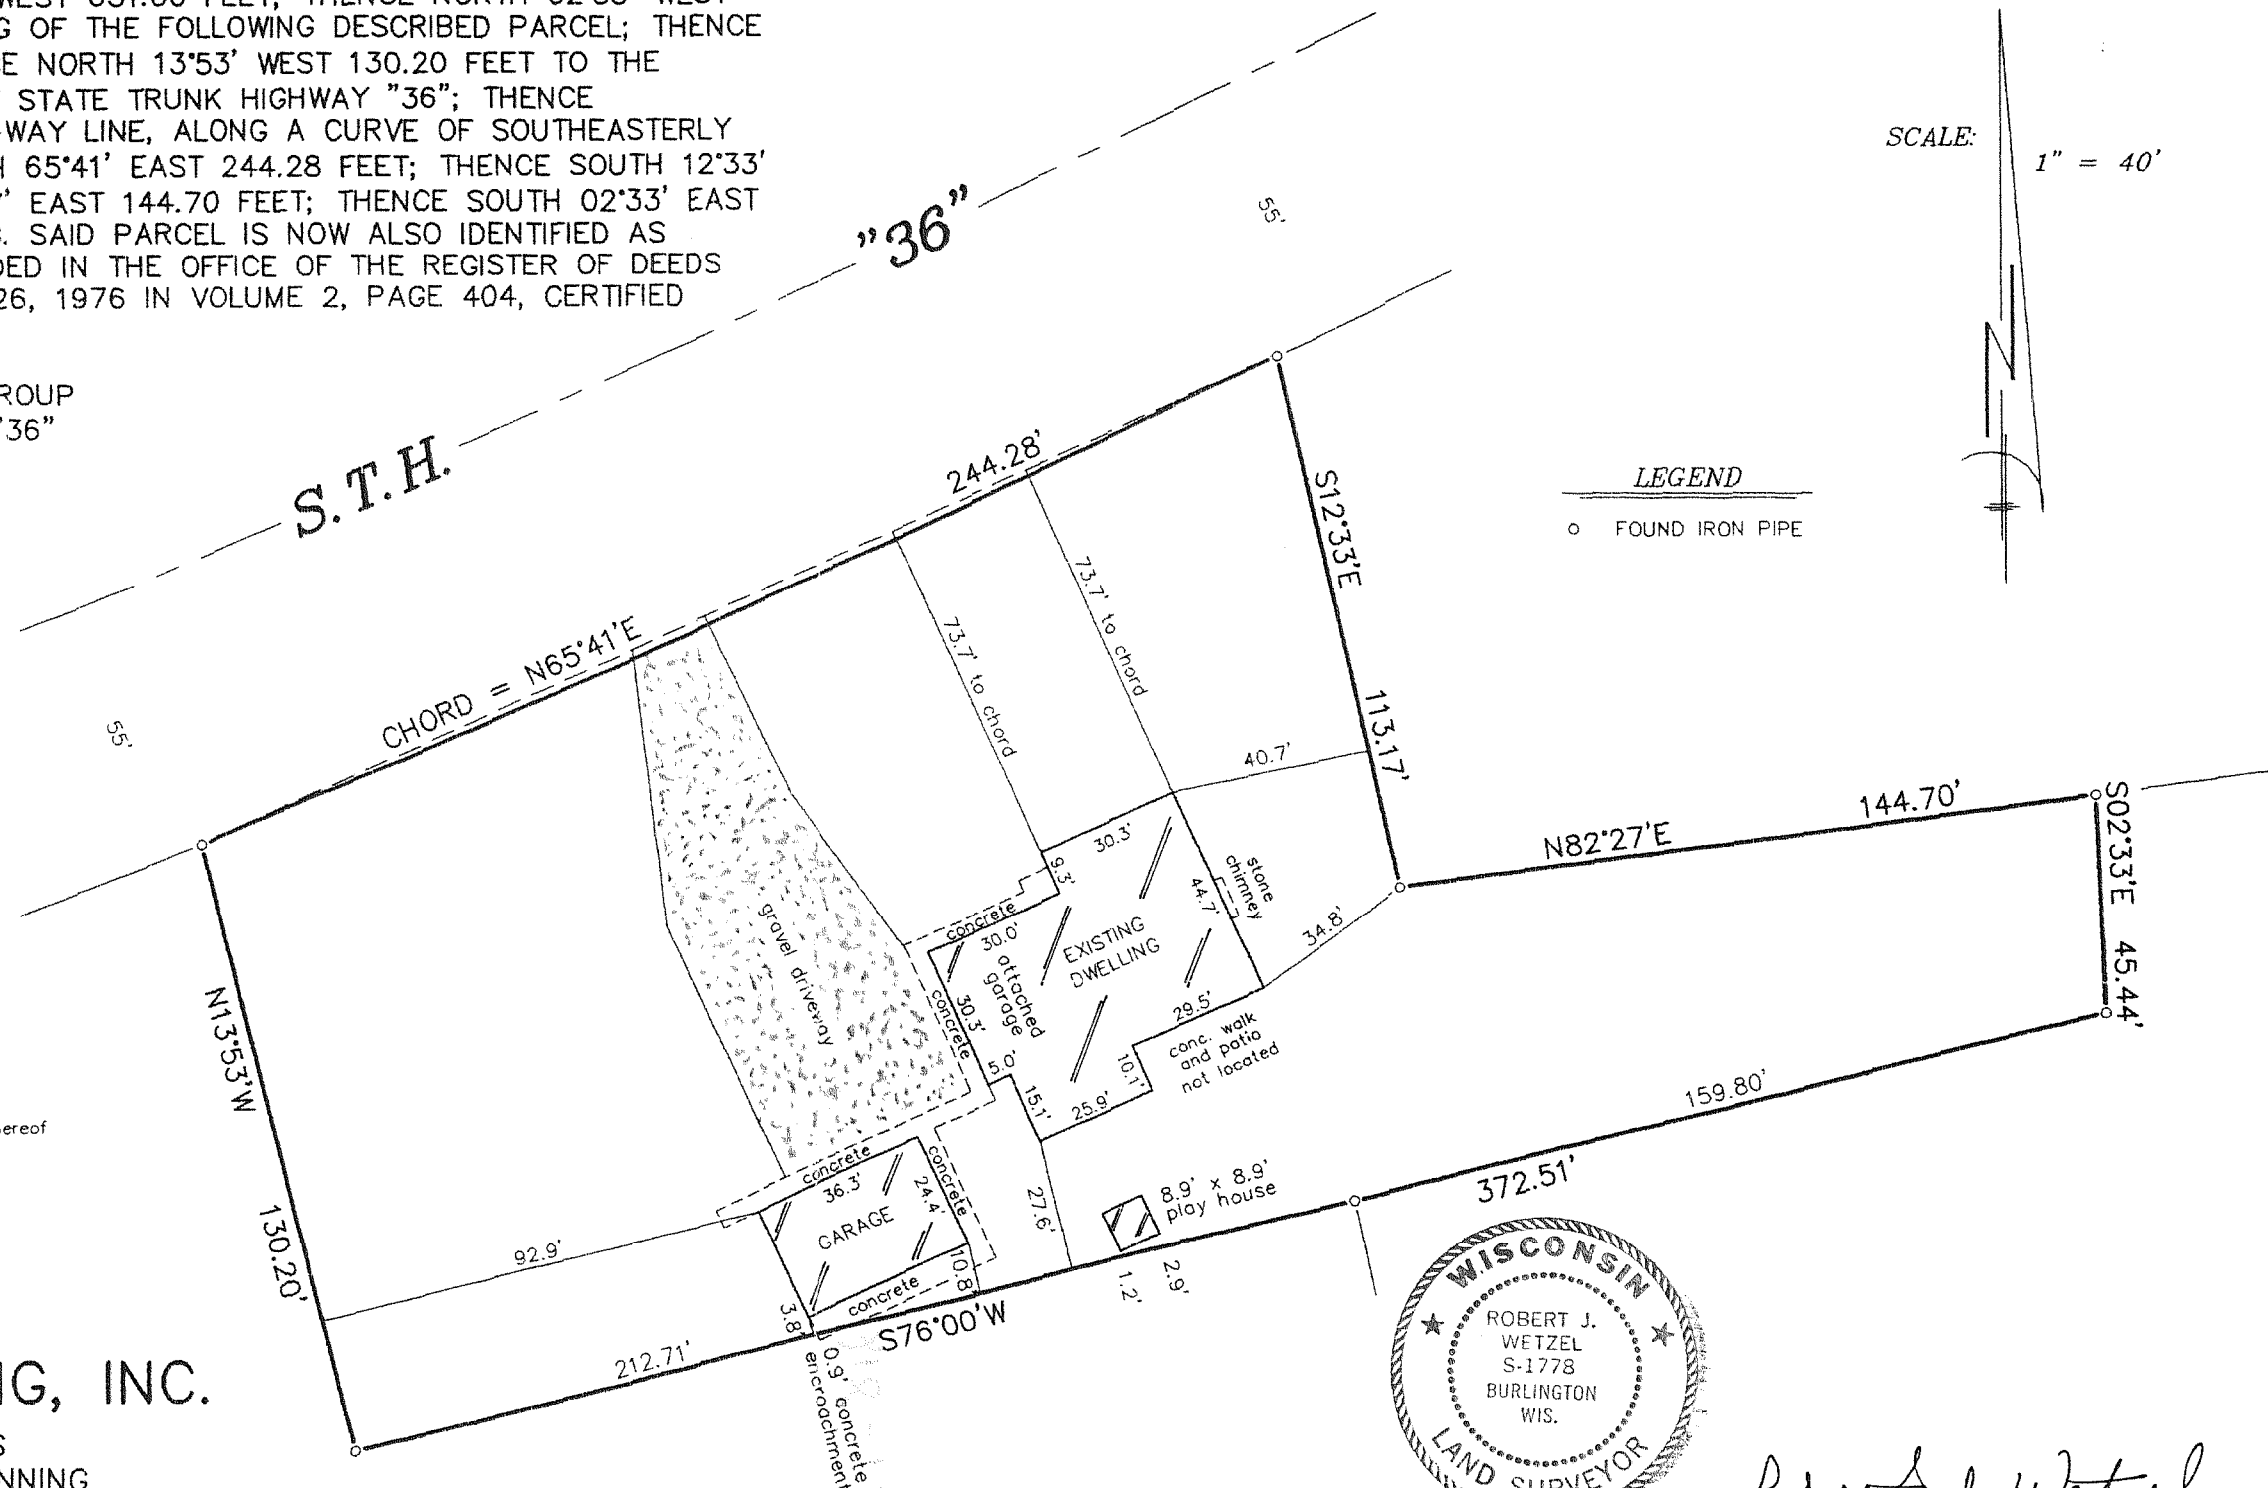 WEST
G OF THE FOLLOWING DESCRIBED PARCEL; THENCE
E NORTH 13°53' WEST 130.20 FEET TO THE
STATE TRUNK HIGHWAY "36"; THENCE
-WAY LINE, ALONG A CURVE OF SOUTHEASTERLY
H 65°41' EAST 244.28 FEET; THENCE SOUTH 12°33'
' EAST 144.70 FEET; THENCE SOUTH 02°33' EAST
. SAID PARCEL IS NOW ALSO IDENTIFIED AS
DED IN THE OFFICE OF THE REGISTER OF DEEDS
26, 1976 IN VOLUME 2, PAGE 404, CERTIFIED
ROUP
"36"
S.T.H.
"36"
55'
55'
SCALE:
1" = 40'
N
LEGEND
o FOUND IRON PIPE
CHORD = N65°41'E
244.28'
S12°33'E
113.17'
73.7' to chord
73.7' to chord
40.7'
N82°27'E
144.70'
S02°33'E 45.44'
30.3'
9.3'
stone
chimney
44.7'
34.8'
concrete
30.0'
EXISTING
DWELLING
attached
garage
30.3'
concrete
gravel driveway
29.5'
conc. walk
and patio
not located
10.1'
5.0'
15.1'
25.9'
27.6'
8.9' x 8.9'
play house
159.80'
372.51'
N13°53'W
130.20'
92.9'
concrete
36.3'
GARAGE
24.4'
concrete
10.8'
concrete
3.8'
0.9' concrete
encroachment
1.2'
2.9'
S76°00'W
212.71'
ereof
G, INC.
S
NNING
WISCONSIN
ROBERT J.
WETZEL
S-1778
BURLINGTON
WIS.
LAND SURVEYOR